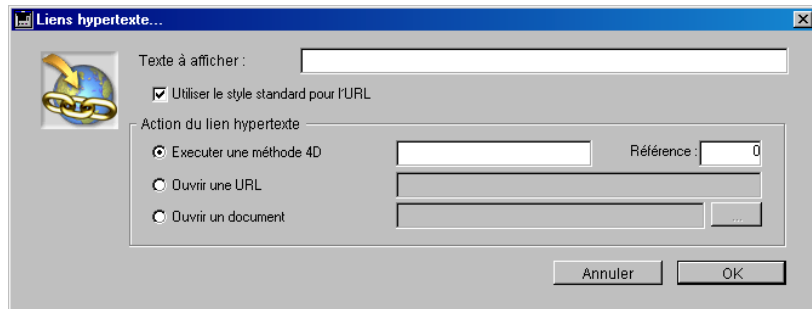 Liens hypertexte...
Texte à afficher :
Utiliser le style standard pour l'URL
Action du lien hypertexte
Executer une méthode 4D Référence : 0
Ouvrir une URL
Ouvrir un document ...
Annuler OK